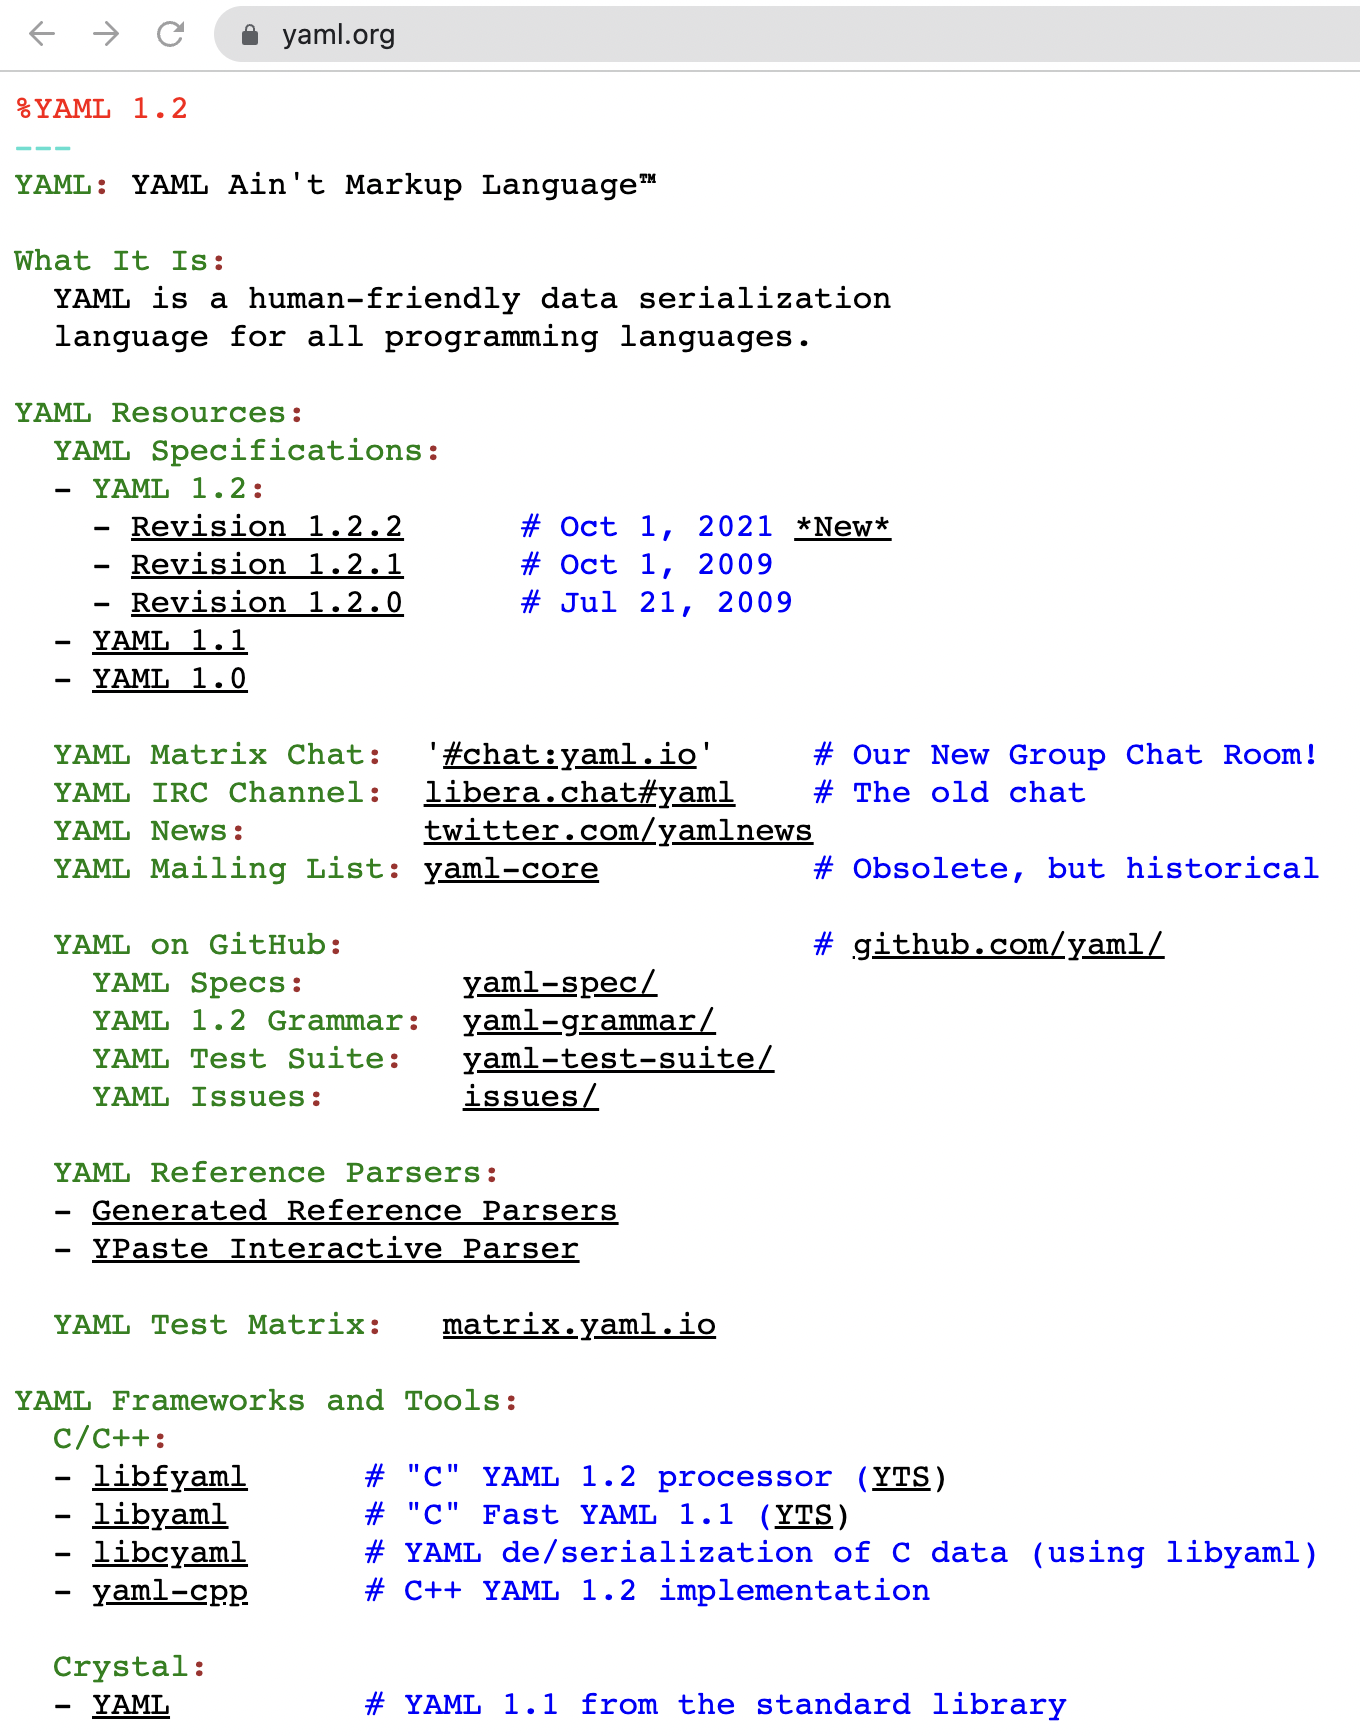 yaml.org
%YAML 1.2
---
YAML: YAML Ain't Markup Language™
What It Is:
YAML is a human-friendly data serialization
language for all programming languages.
YAML Resources:
YAML Specifications:
- YAML 1.2:
- Revision 1.2.2 # Oct 1, 2021 *New*
- Revision 1.2.1 # Oct 1, 2009
- Revision 1.2.0 # Jul 21, 2009
- YAML 1.1
- YAML 1.0
YAML Matrix Chat: '#chat:yaml.io' # Our New Group Chat Room!
YAML IRC Channel: libera.chat#yaml # The old chat
YAML News: twitter.com/yamlnews
YAML Mailing List: yaml-core # Obsolete, but historical
YAML on GitHub: # github.com/yaml/
YAML Specs: yaml-spec/
YAML 1.2 Grammar: yaml-grammar/
YAML Test Suite: yaml-test-suite/
YAML Issues: issues/
YAML Reference Parsers:
- Generated Reference Parsers
- YPaste Interactive Parser
YAML Test Matrix: matrix.yaml.io
YAML Frameworks and Tools:
C/C++:
- libfyaml # "C" YAML 1.2 processor (YTS)
- libyaml # "C" Fast YAML 1.1 (YTS)
- libcyaml # YAML de/serialization of C data (using libyaml)
- yaml-cpp # C++ YAML 1.2 implementation
Crystal:
- YAML # YAML 1.1 from the standard library